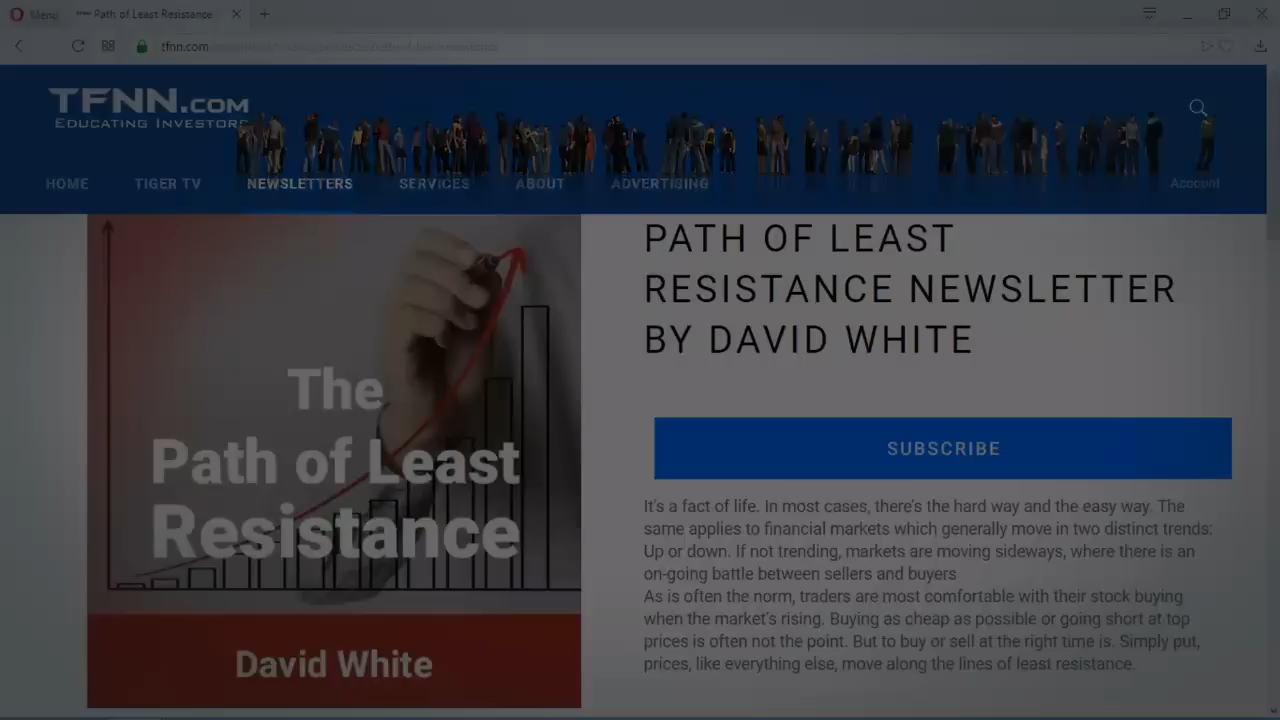 Menu
Path of Least Resistance
tfnn.com
TFNN.COM
EDUCATING INVESTORS
HOME
TIGER TV
NEWSLETTERS
SERVICES
ABOUT
ADVERTISING
Account
The
Path of Least
Resistance
David White
PATH OF LEAST
RESISTANCE NEWSLETTER
BY DAVID WHITE
SUBSCRIBE
It's a fact of life. In most cases, there's the hard way and the easy way. The
same applies to financial markets which generally move in two distinct trends:
Up or down. If not trending, markets are moving sideways, where there is an
on-going battle between sellers and buyers
As is often the norm, traders are most comfortable with their stock buying
when the market's rising. Buying as cheap as possible or going short at top
prices is often not the point. But to buy or sell at the right time is. Simply put,
prices, like everything else, move along the lines of least resistance.